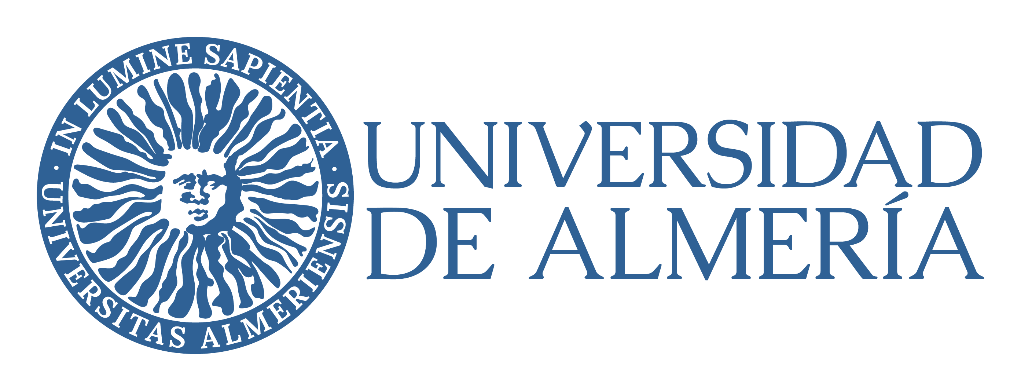 IN LUMINE SAPIENTIA · UNIVERSITAS ALMERIENSIS ·
UNIVERSIDAD
DE ALMERÍA